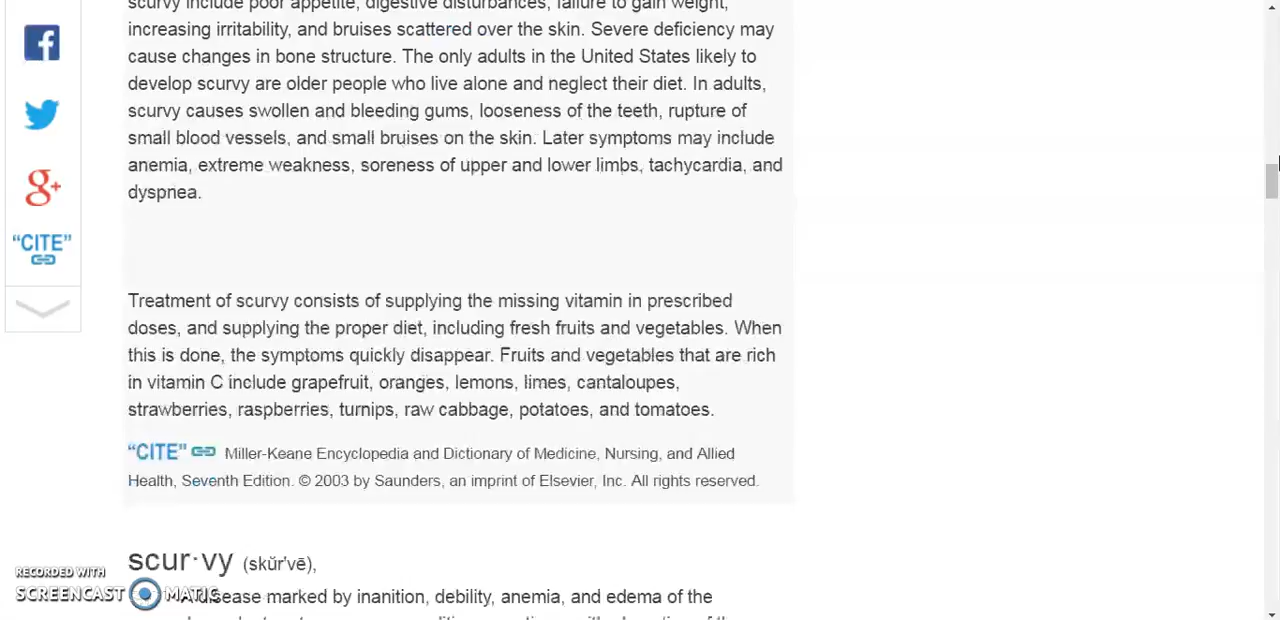 scurvy include poor appetite, digestive disturbances, failure to gain weight,
increasing irritability, and bruises scattered over the skin. Severe deficiency may
cause changes in bone structure. The only adults in the United States likely to
develop scurvy are older people who live alone and neglect their diet. In adults,
scurvy causes swollen and bleeding gums, looseness of the teeth, rupture of
small blood vessels, and small bruises on the skin. Later symptoms may include
anemia, extreme weakness, soreness of upper and lower limbs, tachycardia, and
dyspnea.
“CITE”
Treatment of scurvy consists of supplying the missing vitamin in prescribed
doses, and supplying the proper diet, including fresh fruits and vegetables. When
this is done, the symptoms quickly disappear. Fruits and vegetables that are rich
in vitamin C include grapefruit, oranges, lemons, limes, cantaloupes,
strawberries, raspberries, turnips, raw cabbage, potatoes, and tomatoes.
“CITE” Miller-Keane Encyclopedia and Dictionary of Medicine, Nursing, and Allied
Health, Seventh Edition. © 2003 by Saunders, an imprint of Elsevier, Inc. All rights reserved.
scur·vy (skŭr'vē),
A disease marked by inanition, debility, anemia, and edema of the
RECORDED WITH
SCREENCAST MATIC